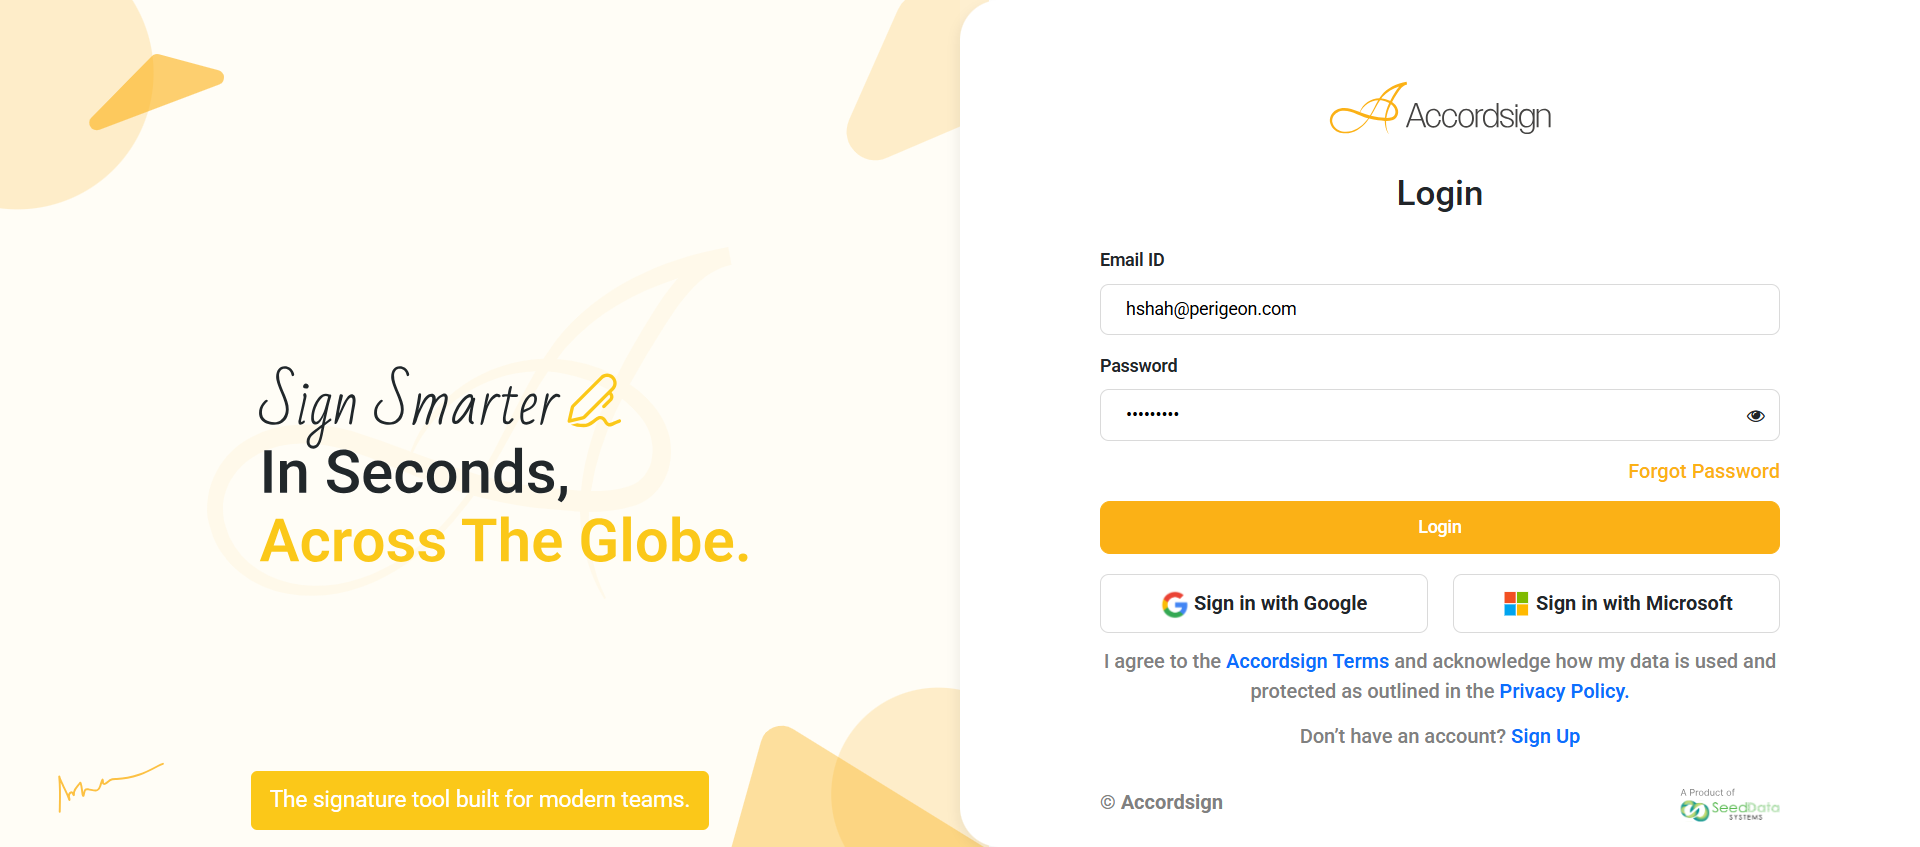 Sign Smarter
In Seconds,
Across The Globe.
The signature tool built for modern teams.
Accordsign
Login
Email ID
hshah@perigeon.com
Password
•••••••••
Forgot Password
Login
Sign in with Google
Sign in with Microsoft
I agree to the Accordsign Terms and acknowledge how my data is used and
protected as outlined in the Privacy Policy.
Don’t have an account? Sign Up
© Accordsign
A Product of
SeedData
SYSTEMS